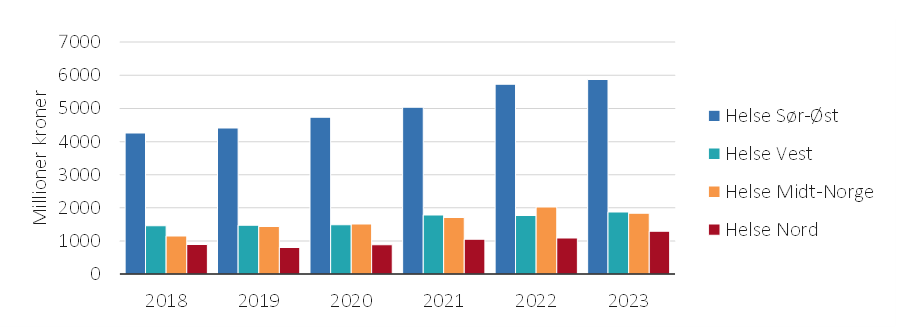 Millioner kroner
7000
6000
5000
4000
3000
2000
1000
0
2018 2019 2020 2021 2022 2023
Helse Sør-Øst
Helse Vest
Helse Midt-Norge
Helse Nord